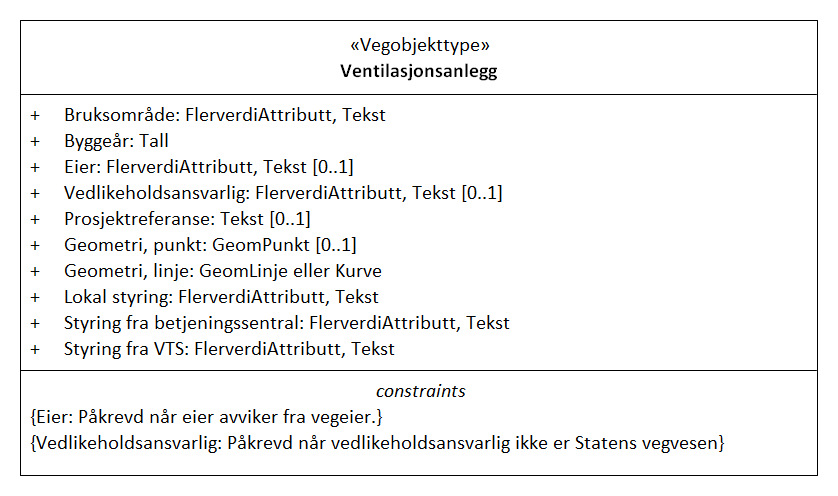 «Vegobjekttype»
Ventilasjonsanlegg
+ Bruksområde: FlerverdiAttributt, Tekst
+ Byggeår: Tall
+ Eier: FlerverdiAttributt, Tekst [0..1]
+ Vedlikeholdsansvarlig: FlerverdiAttributt, Tekst [0..1]
+ Prosjektreferanse: Tekst [0..1]
+ Geometri, punkt: GeomPunkt [0..1]
+ Geometri, linje: GeomLinje eller Kurve
+ Lokal styring: FlerverdiAttributt, Tekst
+ Styring fra betjeningssentral: FlerverdiAttributt, Tekst
+ Styring fra VTS: FlerverdiAttributt, Tekst
constraints
{Eier: Påkrevd når eier avviker fra vegeier.}
{Vedlikeholdsansvarlig: Påkrevd når vedlikeholdsansvarlig ikke er Statens vegvesen}